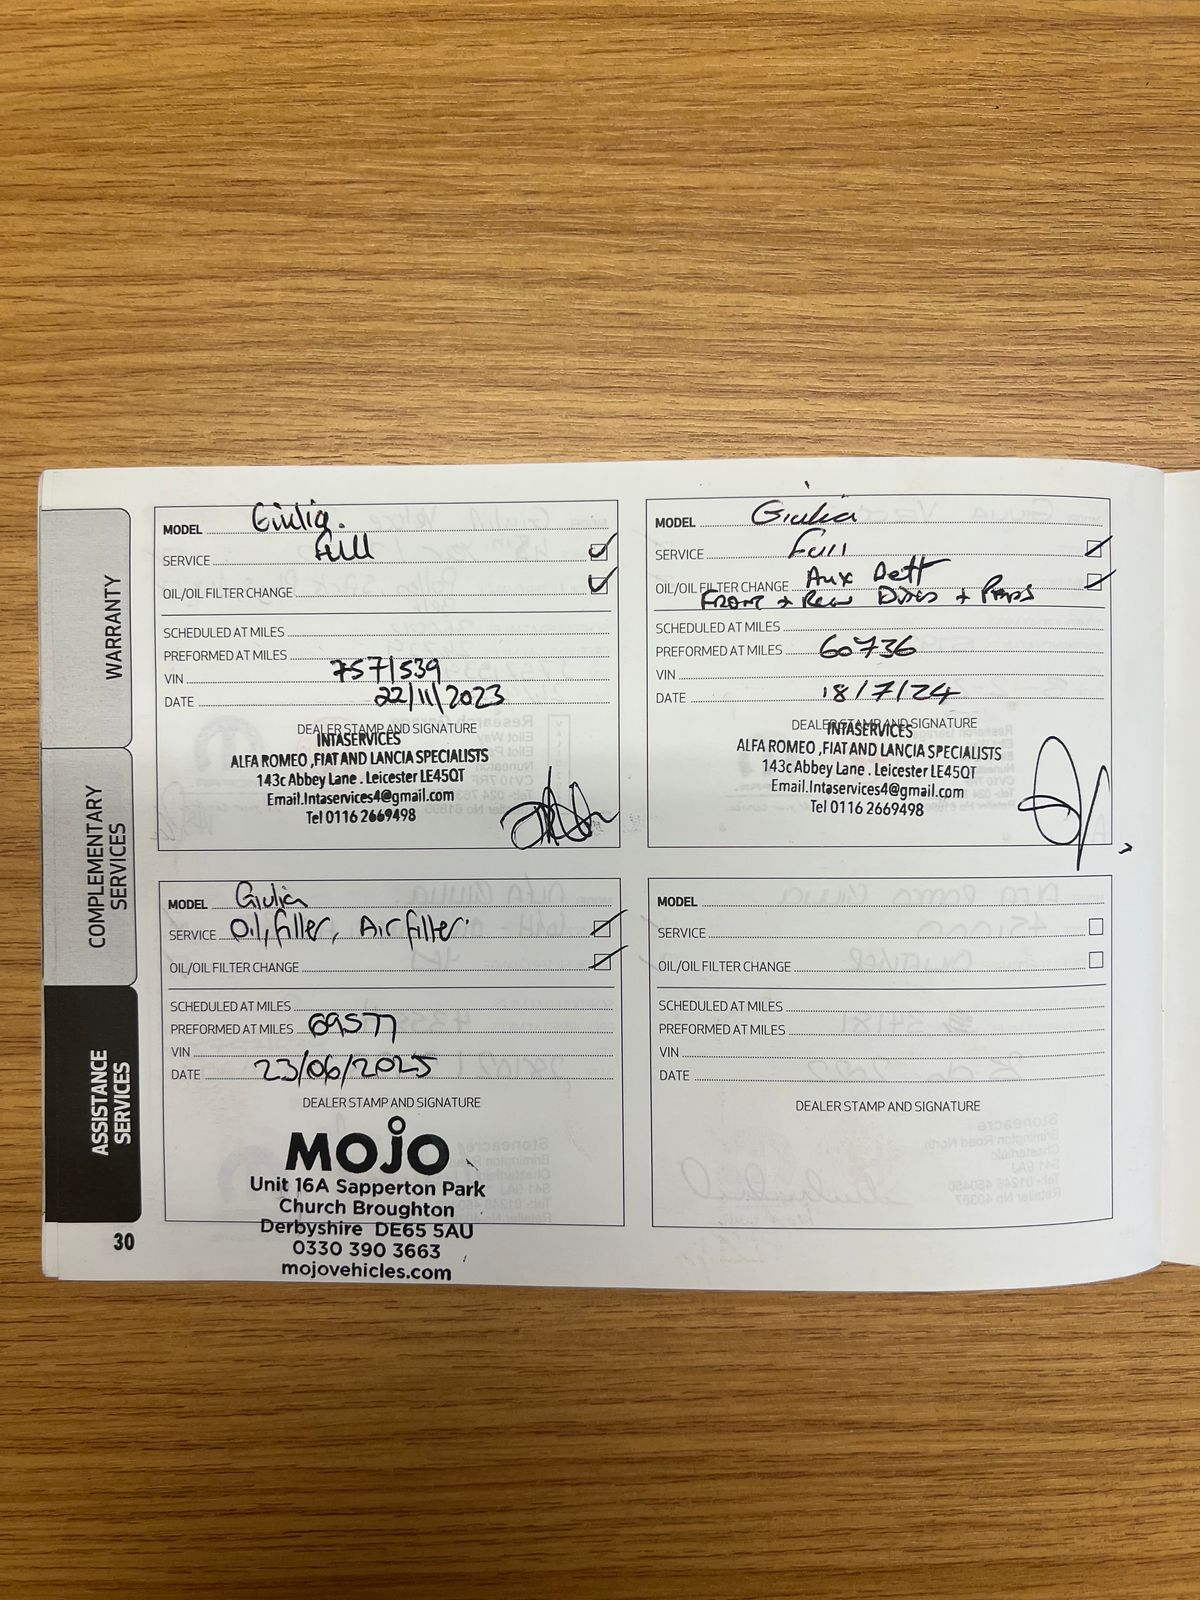 WARRANTY
COMPLEMENTARY
SERVICES
ASSISTANCE
SERVICES
30
MODEL Giulia.
SERVICE Full
OIL/OIL FILTER CHANGE
SCHEDULED AT MILES
PREFORMED AT MILES
VIN 7571539
DATE 22/11/2023
DEALER STAMP AND SIGNATURE
INTASERVICES
ALFA ROMEO ,FIAT AND LANCIA SPECIALISTS
143c Abbey Lane . Leicester LE45QT
Email.Intaservices4@gmail.com
Tel 0116 2669498
MODEL Giulia
SERVICE Full
OIL/OIL FILTER CHANGE Aux Belt
FRONT + Rear Discs + Pads
SCHEDULED AT MILES
PREFORMED AT MILES 60736
VIN
DATE 18/7/24
DEALER STAMP AND SIGNATURE
INTASERVICES
ALFA ROMEO ,FIAT AND LANCIA SPECIALISTS
143c Abbey Lane . Leicester LE45QT
Email.Intaservices4@gmail.com
Tel 0116 2669498
MODEL Giulia
SERVICE Oil, filter, Air filter.
OIL/OIL FILTER CHANGE
SCHEDULED AT MILES
PREFORMED AT MILES 69577
VIN
DATE 23/06/2025
DEALER STAMP AND SIGNATURE
MOJO
Unit 16A Sapperton Park
Church Broughton
Derbyshire DE65 5AU
0330 390 3663
mojovehicles.com
MODEL
SERVICE
OIL/OIL FILTER CHANGE
SCHEDULED AT MILES
PREFORMED AT MILES
VIN
DATE
DEALER STAMP AND SIGNATURE